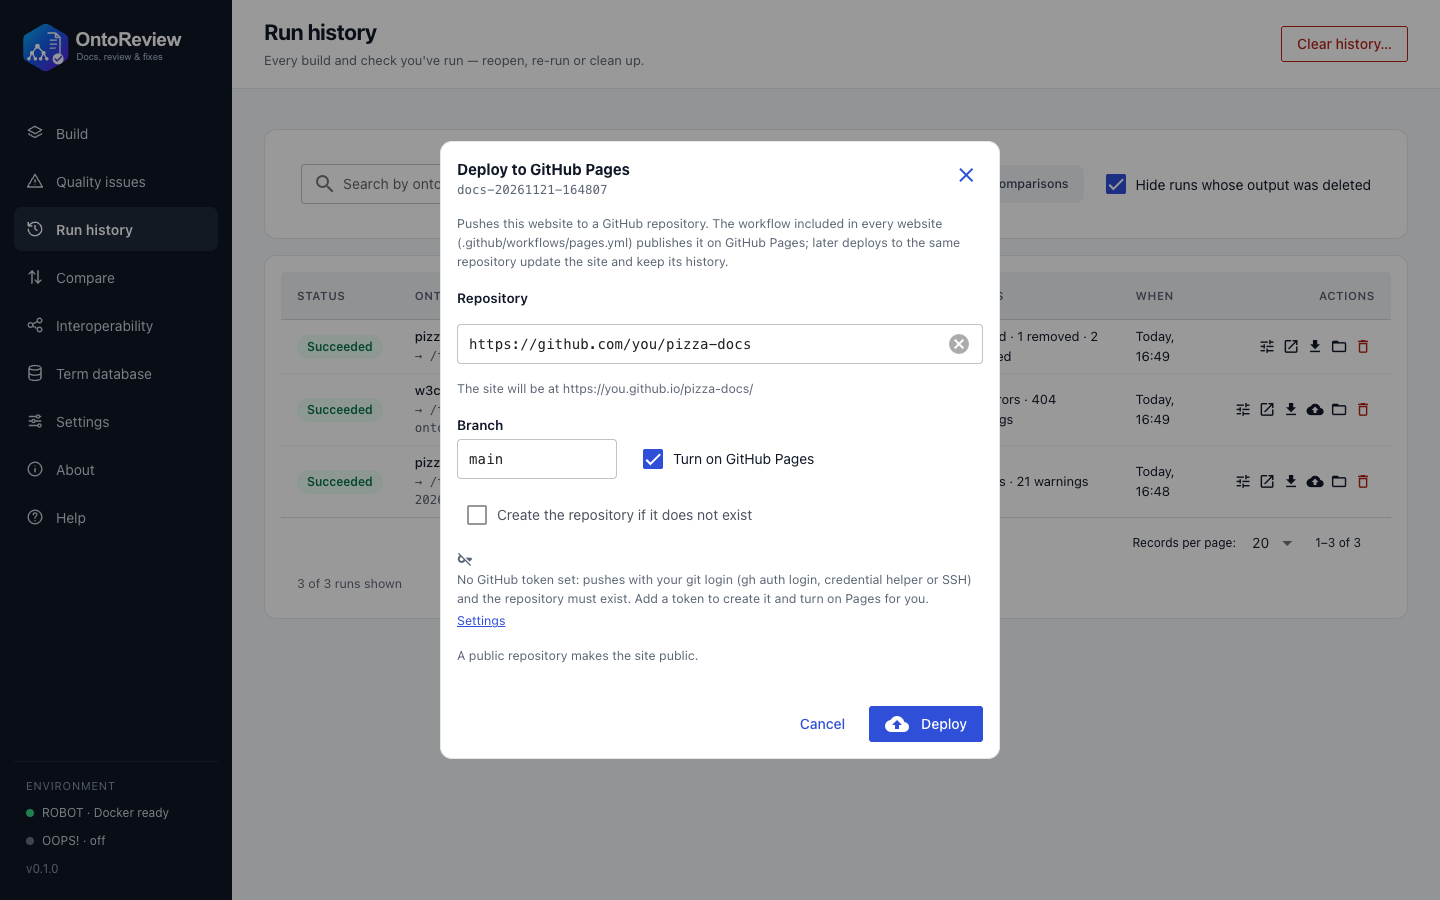 OntoReview
Docs, review & fixes
Build
Quality issues
Run history
Compare
Interoperability
Term database
Settings
About
Help
ENVIRONMENT
ROBOT · Docker ready
OOPS! · off
v0.1.0
Run history
Every build and check you've run — reopen, re-run or clean up.
Clear history...
Search by onto
omparisons
Hide runs whose output was deleted
STATUS
ONT
S
WHEN
ACTIONS
Succeeded
pizz
→ /t
d · 1 removed · 2
ed
Today,
16:49
Succeeded
w3c
→ /t
onto
rors · 404
gs
Today,
16:49
Succeeded
pizz
→ /t
2026
s · 21 warnings
Today,
16:48
Records per page:
20
1–3 of 3
3 of 3 runs shown
Deploy to GitHub Pages
docs-20261121-164807
Pushes this website to a GitHub repository. The workflow included in every website
(.github/workflows/pages.yml) publishes it on GitHub Pages; later deploys to the same
repository update the site and keep its history.
Repository
https://github.com/you/pizza-docs
The site will be at https://you.github.io/pizza-docs/
Branch
main
Turn on GitHub Pages
Create the repository if it does not exist
No GitHub token set: pushes with your git login (gh auth login, credential helper or SSH)
and the repository must exist. Add a token to create it and turn on Pages for you.
Settings
A public repository makes the site public.
Cancel
Deploy